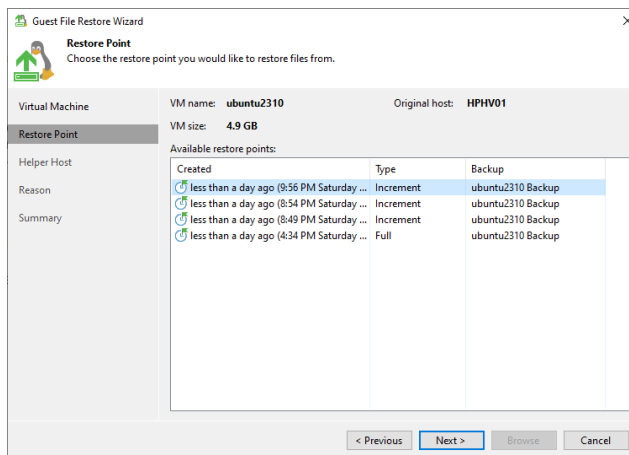 Guest File Restore Wizard
Restore Point
Choose the restore point you would like to restore files from.
Virtual Machine
Restore Point
Helper Host
Reason
Summary
VM name: ubuntu2310 Original host: HPHV01
VM size: 4.9 GB
Available restore points:
Created Type Backup
less than a day ago (9:56 PM Saturday ... Increment ubuntu2310 Backup
less than a day ago (8:54 PM Saturday ... Increment ubuntu2310 Backup
less than a day ago (8:49 PM Saturday ... Increment ubuntu2310 Backup
less than a day ago (4:34 PM Saturday ... Full ubuntu2310 Backup
< Previous Next > Browse Cancel